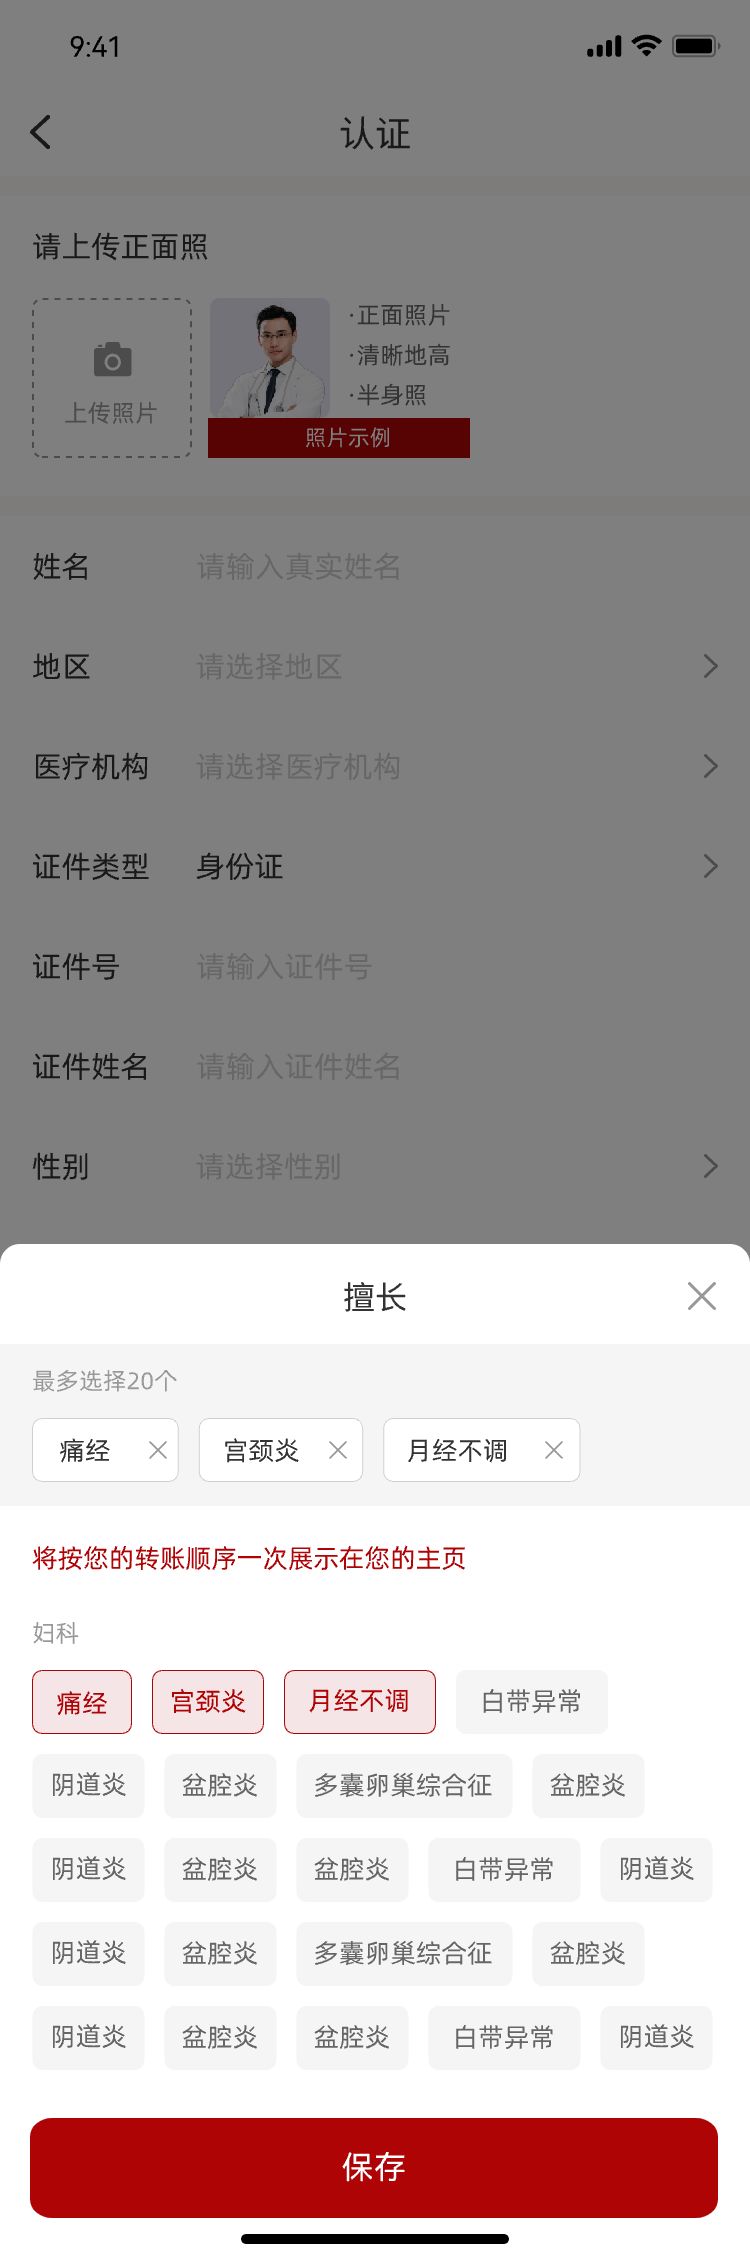 9:41
认证
请上传正面照
上传照片
·正面照片
·清晰地高
·半身照
照片示例
姓名 请输入真实姓名
地区 请选择地区
医疗机构 请选择医疗机构
证件类型 身份证
证件号 请输入证件号
证件姓名 请输入证件姓名
性别 请选择性别
擅长
最多选择20个
痛经 宫颈炎 月经不调
将按您的转账顺序一次展示在您的主页
妇科
痛经 宫颈炎 月经不调 白带异常
阴道炎 盆腔炎 多囊卵巢综合征 盆腔炎
阴道炎 盆腔炎 盆腔炎 白带异常 阴道炎
阴道炎 盆腔炎 多囊卵巢综合征 盆腔炎
阴道炎 盆腔炎 盆腔炎 白带异常 阴道炎
保存